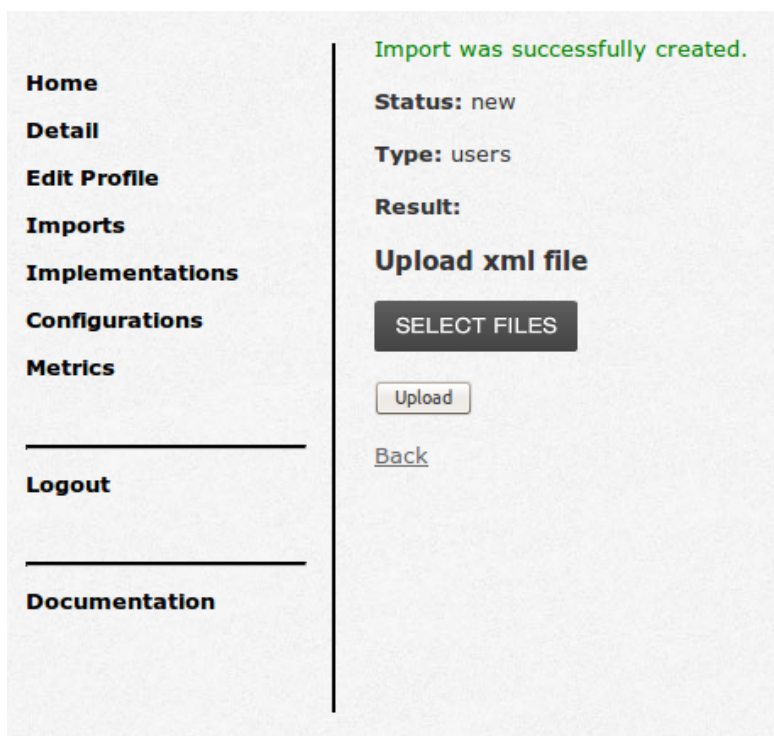 Home
Detail
Edit Profile
Imports
Implementations
Configurations
Metrics
Logout
Documentation
Import was successfully created.
Status: new
Type: users
Result:
Upload xml file
SELECT FILES
Upload
Back